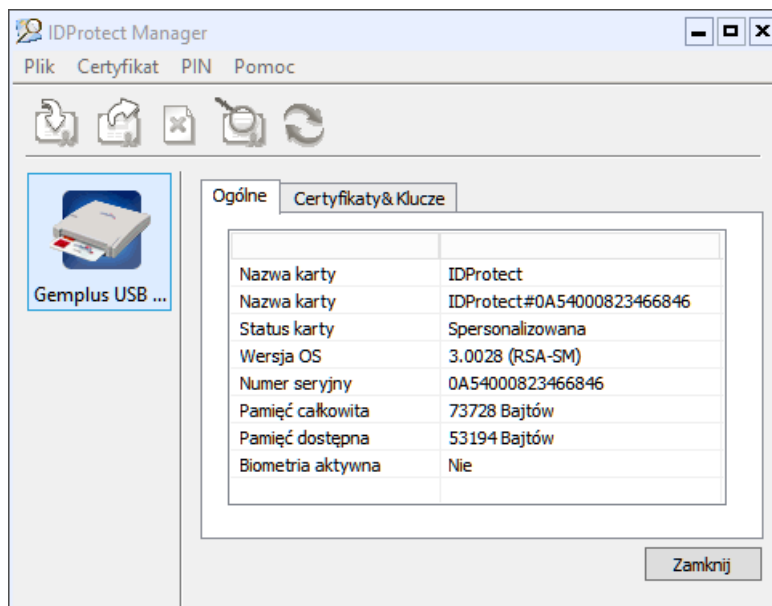 IDProtect Manager
Plik Certyfikat PIN Pomoc
Gemplus USB ...
Ogólne Certyfikaty& Klucze
Nazwa karty IDProtect
Nazwa karty IDProtect#0A54000823466846
Status karty Spersonalizowana
Wersja OS 3.0028 (RSA-SM)
Numer seryjny 0A54000823466846
Pamięć całkowita 73728 Bajtów
Pamięć dostępna 53194 Bajtów
Biometria aktywna Nie
Zamknij